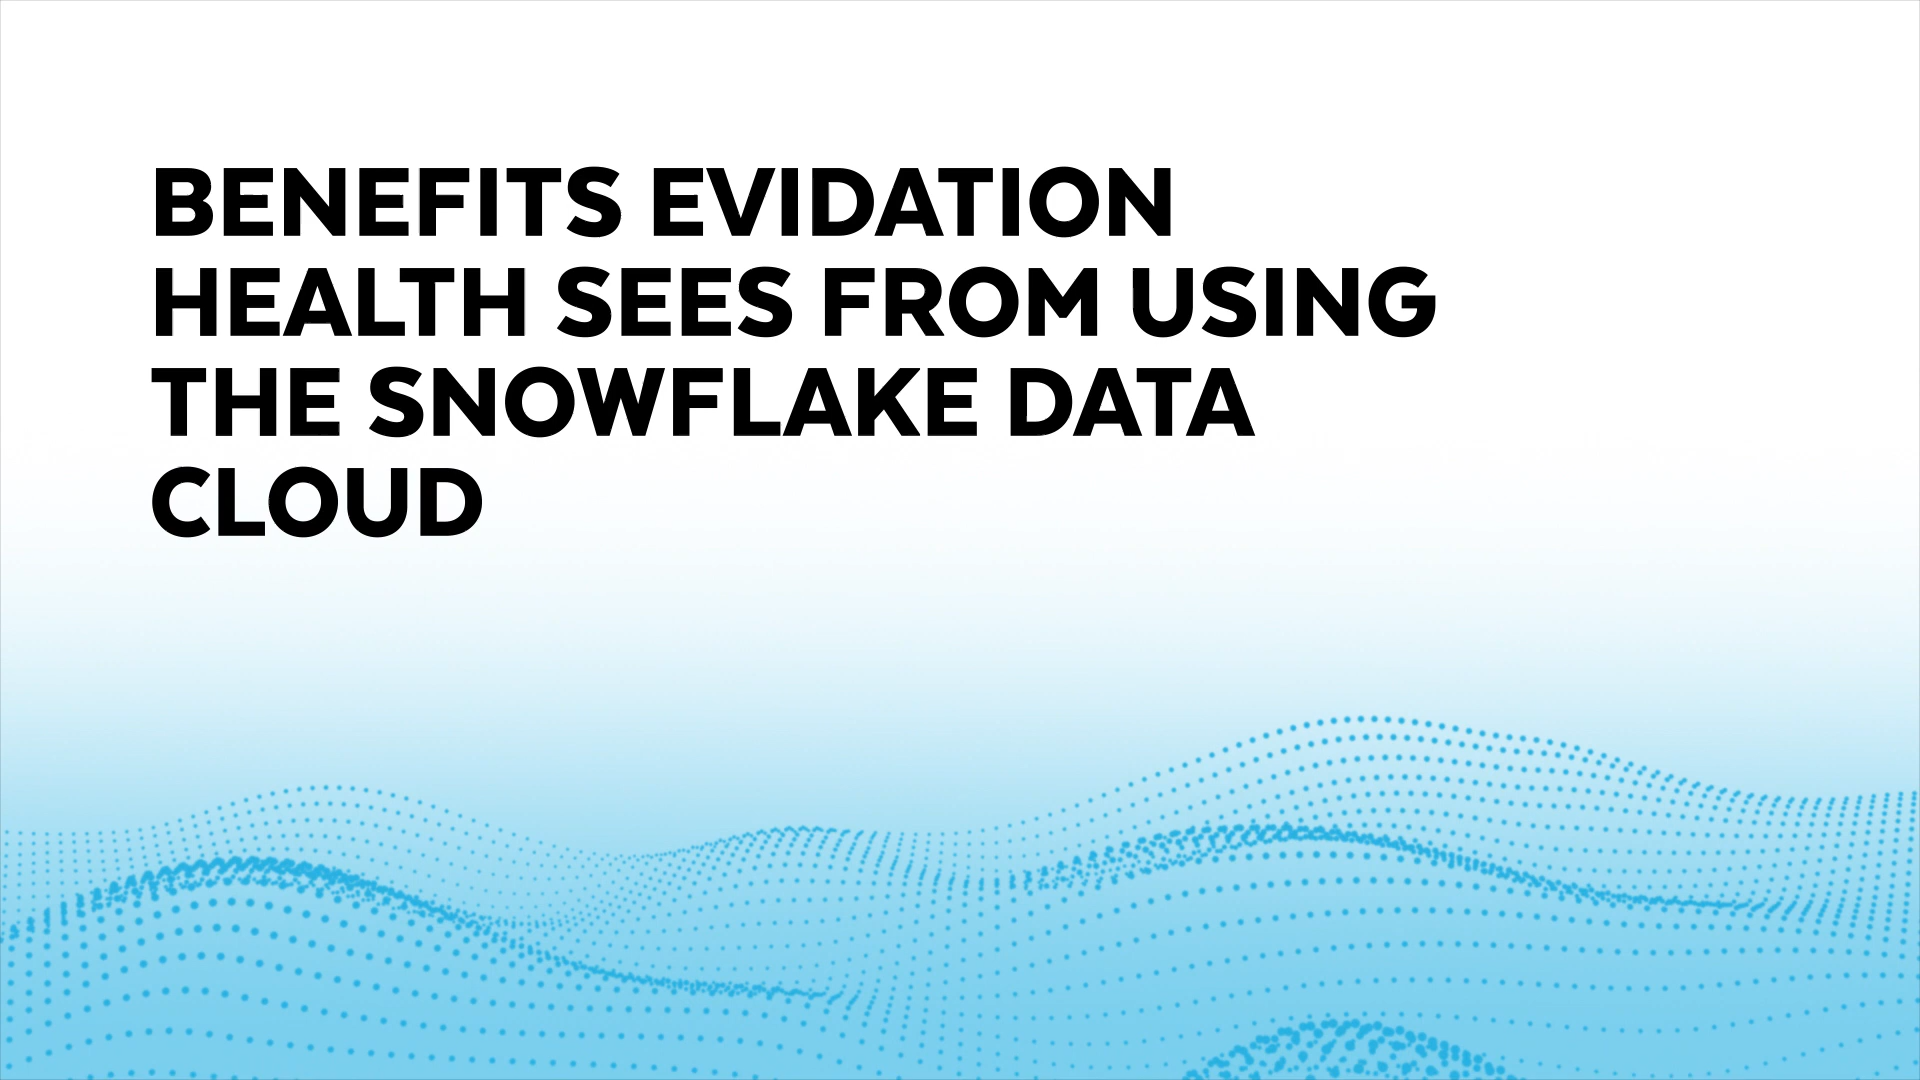 BENEFITS EVIDATION
HEALTH SEES FROM USING
THE SNOWFLAKE DATA
CLOUD